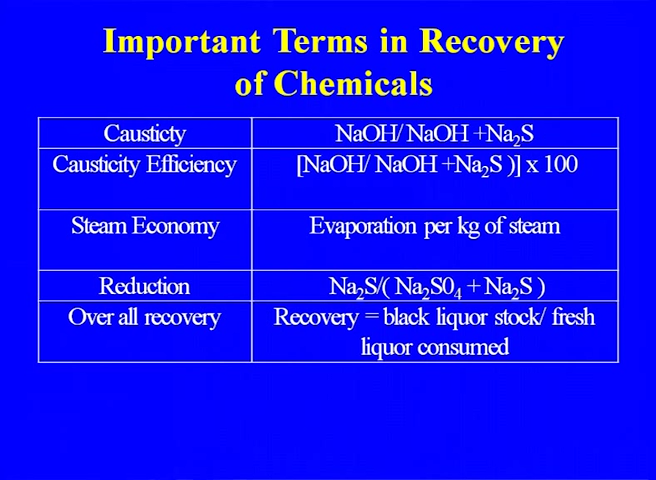 Important Terms in Recovery
of Chemicals
Causticty NaOH/ NaOH +Na₂S
Causticity Efficiency [NaOH/ NaOH +Na₂S )] x 100
Steam Economy Evaporation per kg of steam
Reduction Na₂S/( Na₂S0₄ + Na₂S )
Over all recovery Recovery = black liquor stock/ fresh
liquor consumed